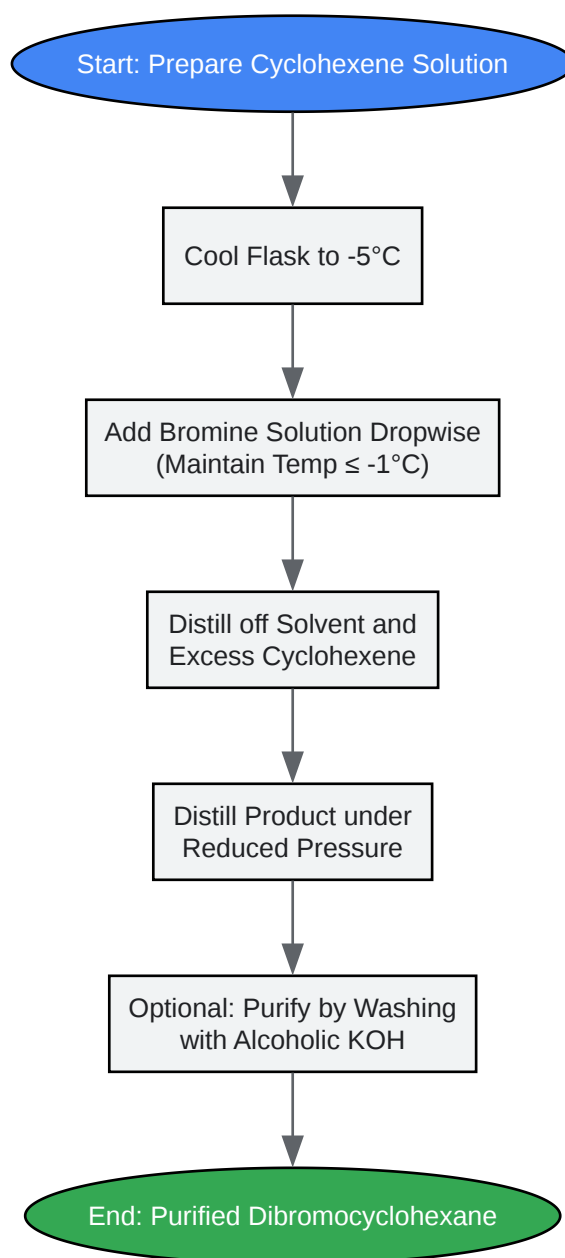 Start: Prepare Cyclohexene Solution
Cool Flask to -5°C
Add Bromine Solution Dropwise
(Maintain Temp ≤ -1°C)
Distill off Solvent and
Excess Cyclohexene
Distill Product under
Reduced Pressure
Optional: Purify by Washing
with Alcoholic KOH
End: Purified Dibromocyclohexane